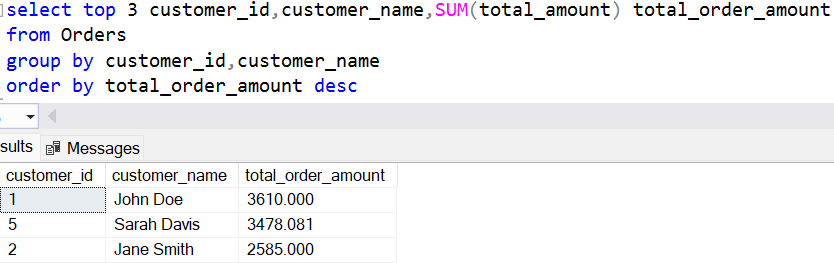 select top 3 customer_id,customer_name,SUM(total_amount) total_order_amount
from Orders
group by customer_id,customer_name
order by total_order_amount desc
sults Messages
customer_id customer_name total_order_amount
1 John Doe 3610.000
5 Sarah Davis 3478.081
2 Jane Smith 2585.000